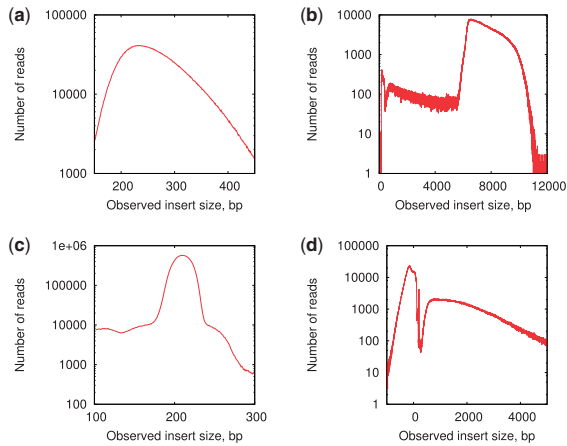 (a)
100000
10000
1000
Number of reads
200
300
400
Observed insert size, bp
(b)
10000
1000
100
10
1
Number of reads
0
4000
8000
12000
Observed insert size, bp
(c)
1e+06
100000
10000
1000
100
Number of reads
100
200
300
Observed insert size, bp
(d)
100000
10000
1000
100
10
1
Number of reads
0
2000
4000
Observed insert size, bp